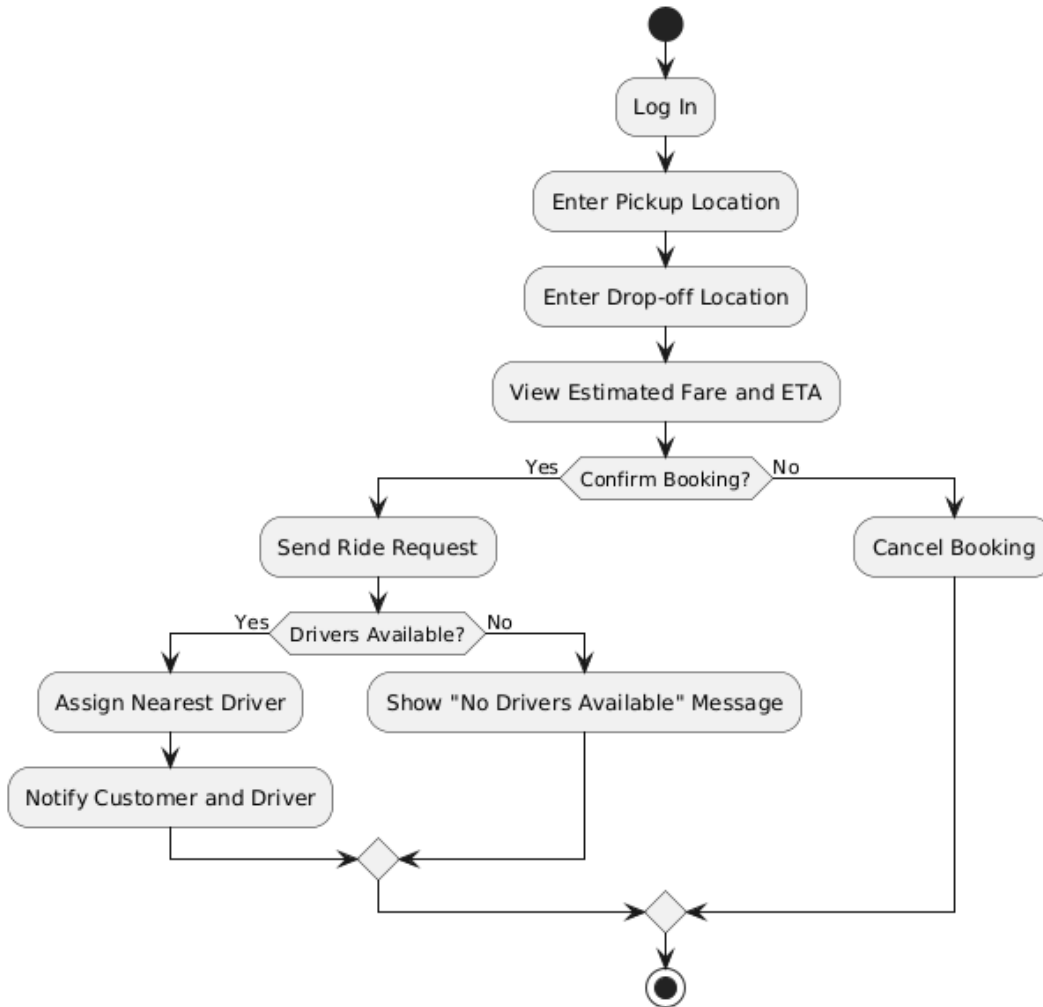 Log In
Enter Pickup Location
Enter Drop-off Location
View Estimated Fare and ETA
Yes
Confirm Booking?
No
Send Ride Request
Cancel Booking
Yes
Drivers Available?
No
Assign Nearest Driver
Show "No Drivers Available" Message
Notify Customer and Driver